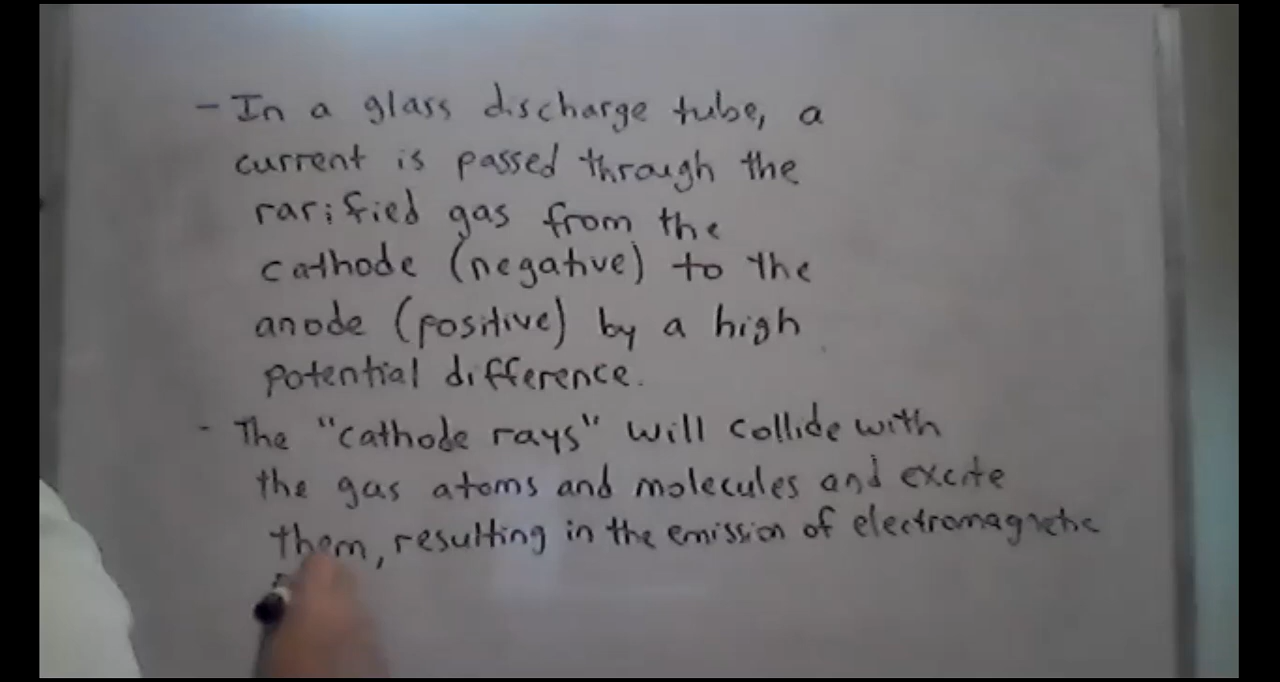 - In a glass discharge tube, a
current is passed through the
rarified gas from the
cathode (negative) to the
anode (positive) by a high
potential difference.
- The "cathode rays" will collide with
the gas atoms and molecules and excite
them, resulting in the emission of electromagnetic